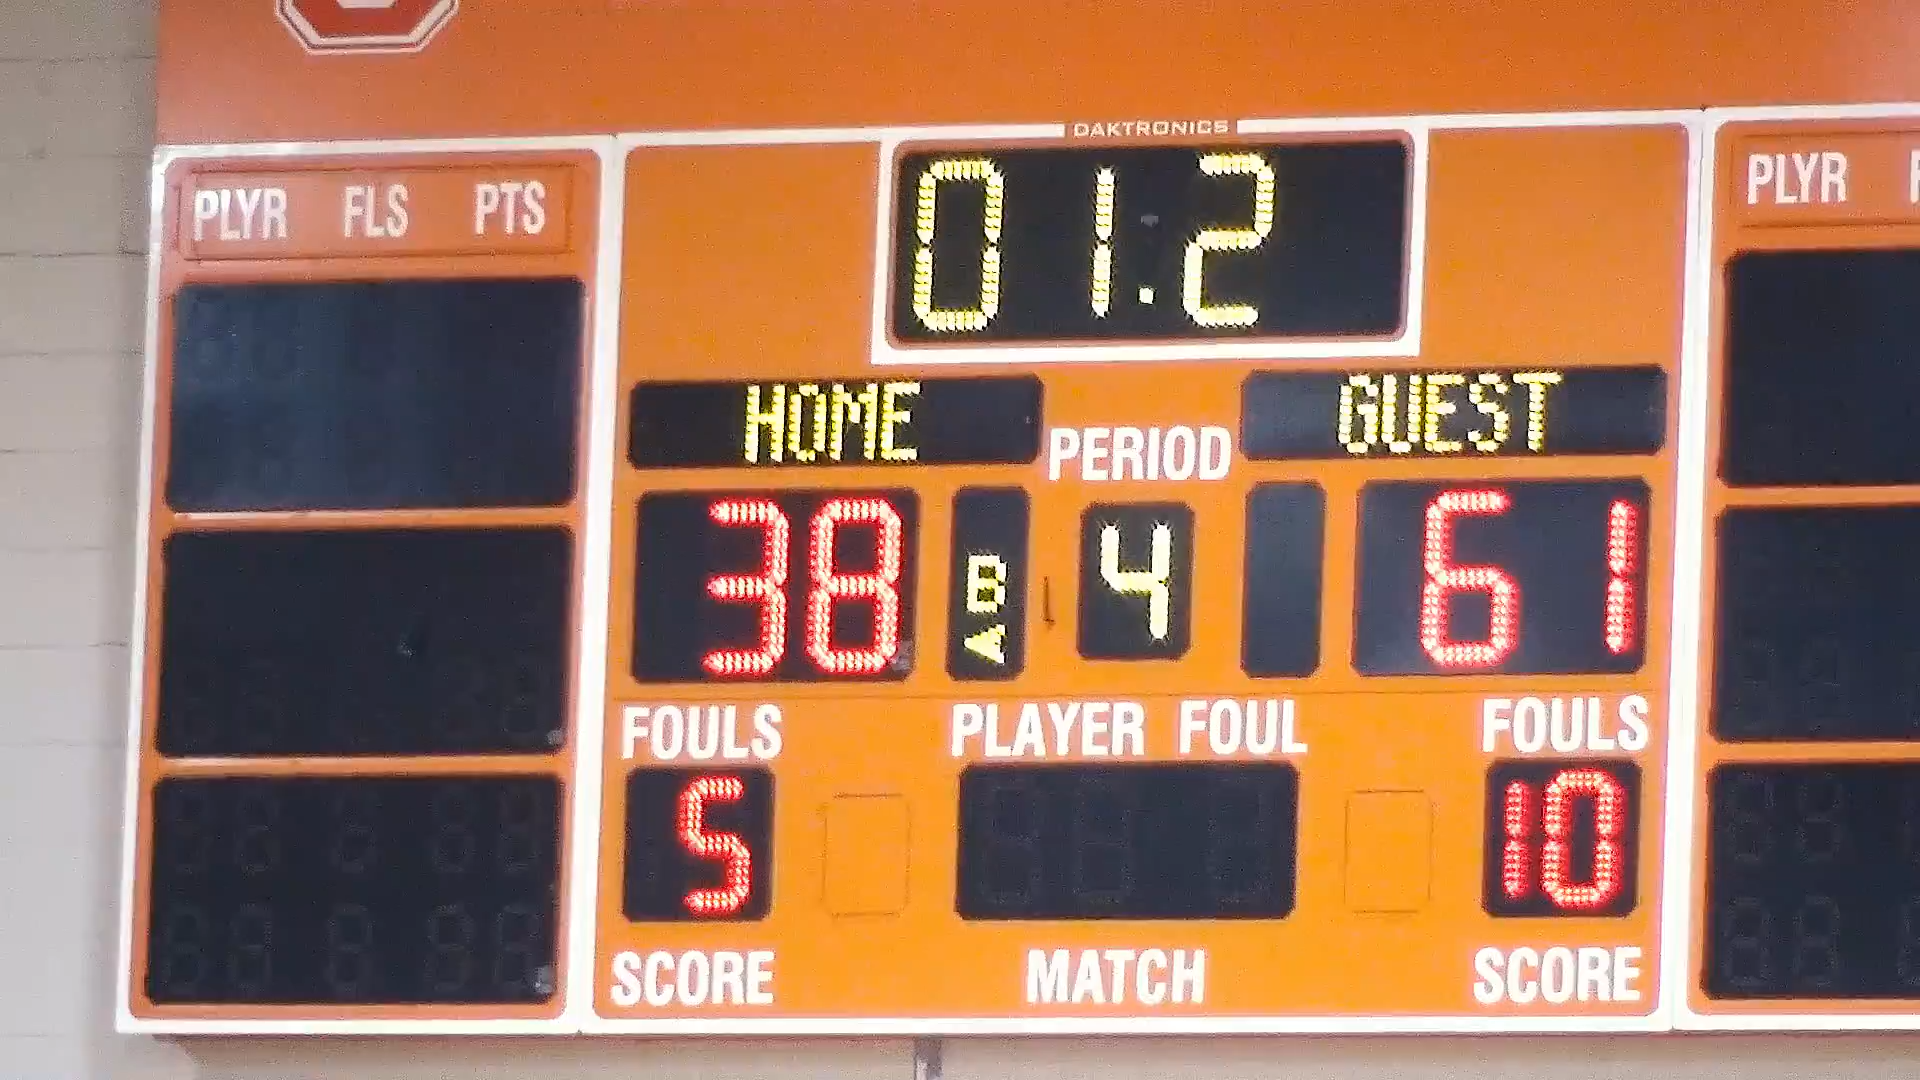 DAKTRONICS
PLYR FLS PTS
01.2
PLYR
HOME
GUEST
PERIOD
38
B
A
4
61
FOULS
PLAYER FOUL
FOULS
5
10
SCORE
MATCH
SCORE